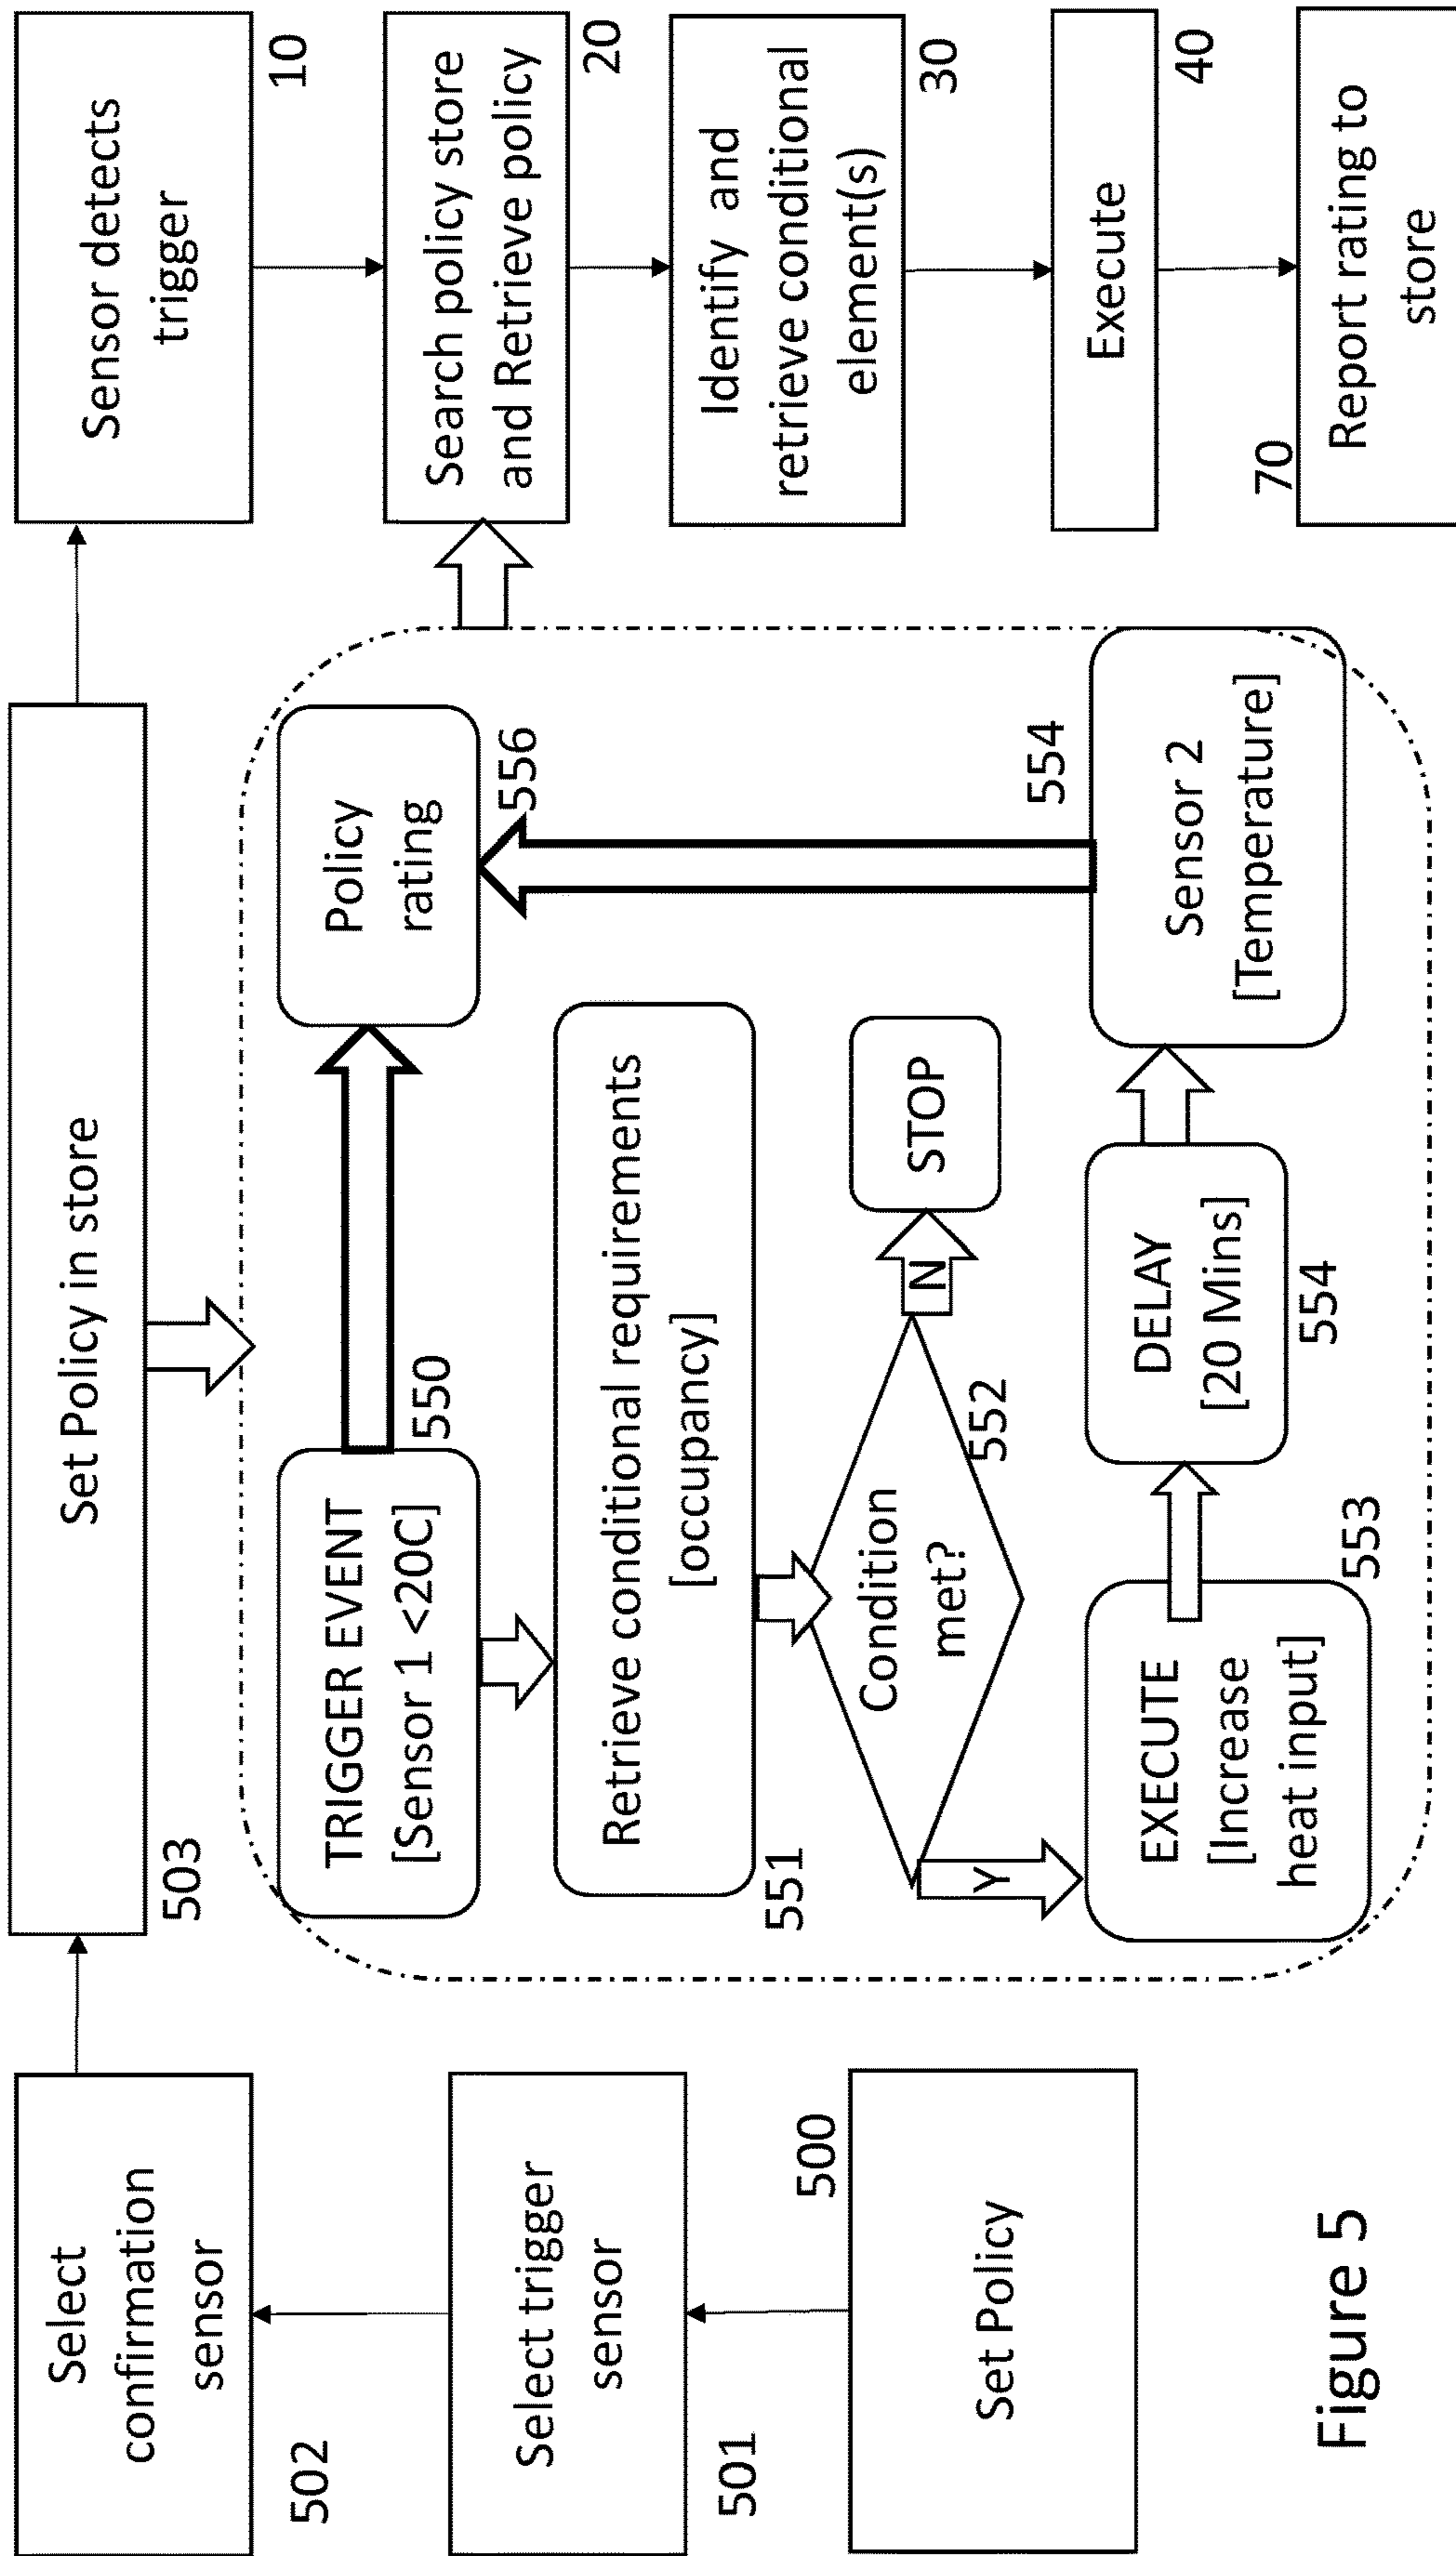 Set Policy
500
Select trigger
sensor
501
Select
confirmation
sensor
502
Set Policy in store
503
TRIGGER EVENT
[Sensor 1 <20C]
550
Policy
rating
556
Retrieve conditional requirements
[occupancy]
551
Condition
met?
552
N
STOP
Y
EXECUTE
[Increase
heat input]
553
DELAY
[20 Mins]
554
Sensor 2
[Temperature]
554
Sensor detects
trigger
10
Search policy store
and Retrieve policy
20
Identify and
retrieve conditional
element(s)
30
Execute
40
70
Report rating to
store
Figure 5